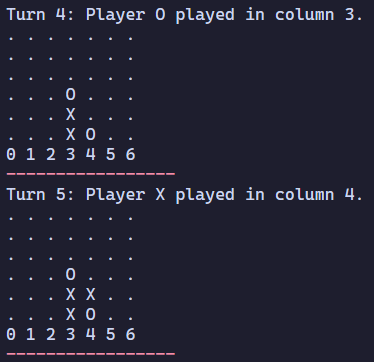 Turn 4: Player O played in column 3.
. . . . . . .
. . . . . . .
. . . . . . .
. . . O . . .
. . . X . . .
. . . X O . .
0 1 2 3 4 5 6
-----------------
Turn 5: Player X played in column 4.
. . . . . . .
. . . . . . .
. . . . . . .
. . . O . . .
. . . X X . .
. . . X O . .
0 1 2 3 4 5 6
-----------------